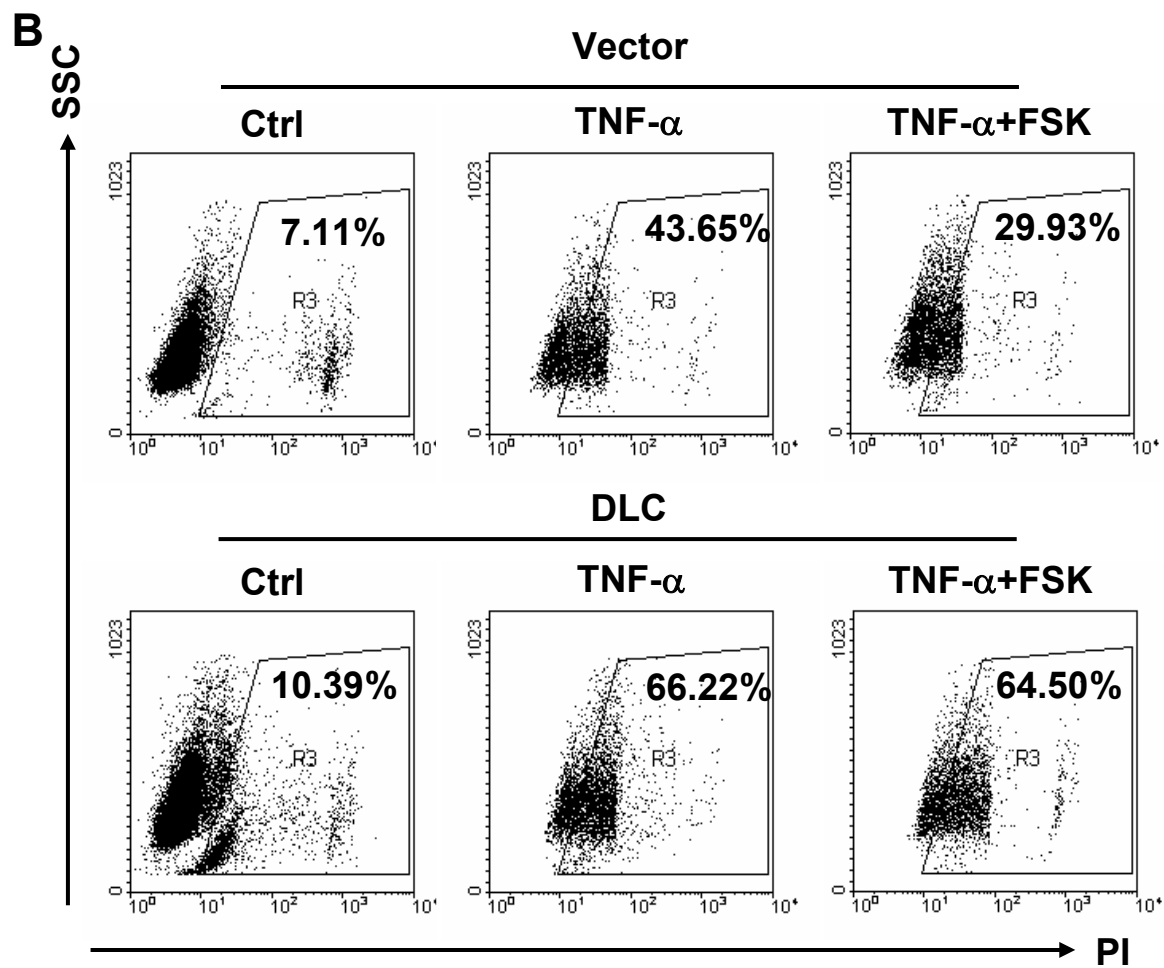 B
SSC
Vector
Ctrl
TNF-α
TNF-α+FSK
1023
7.11%
R3
0
10⁰ 10¹ 10² 10³ 10⁴
1023
43.65%
R3
0
10⁰ 10¹ 10² 10³ 10⁴
1023
29.93%
R3
0
10⁰ 10¹ 10² 10³ 10⁴
DLC
Ctrl
TNF-α
TNF-α+FSK
1023
10.39%
R3
0
10⁰ 10¹ 10² 10³ 10⁴
1023
66.22%
R3
0
10⁰ 10¹ 10² 10³ 10⁴
1023
64.50%
R3
0
10⁰ 10¹ 10² 10³ 10⁴
PI